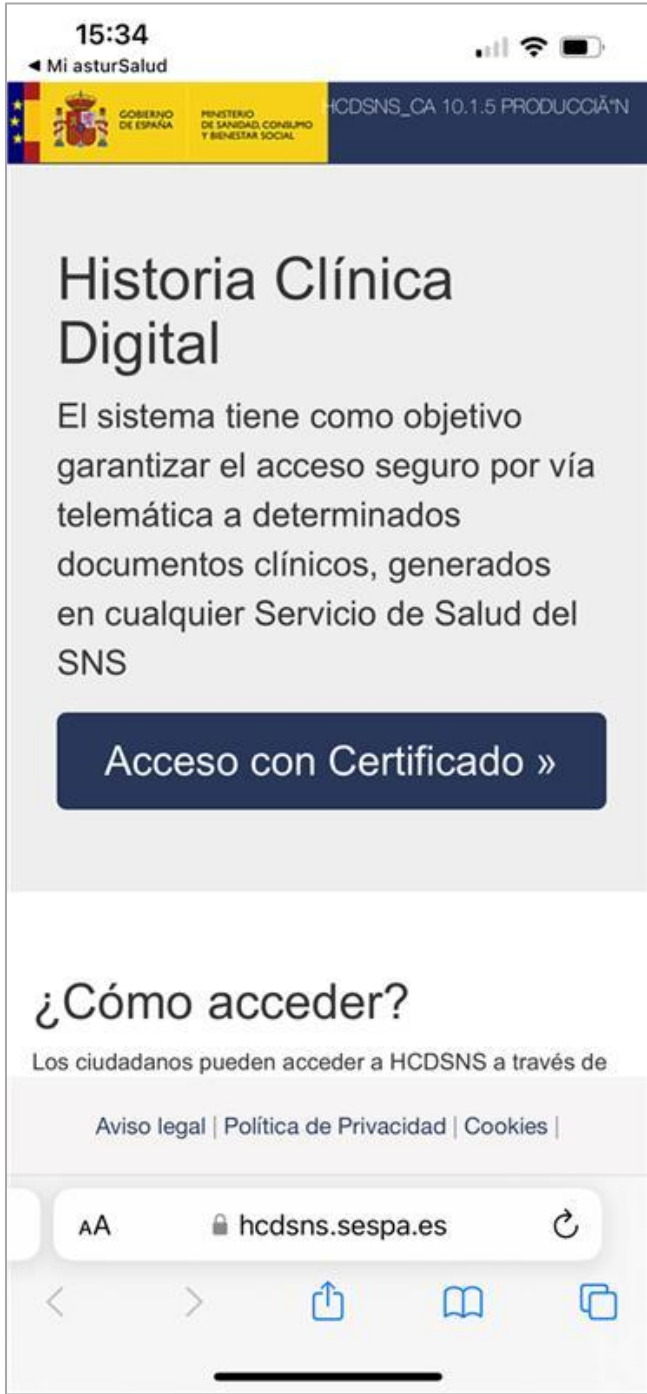 15:34
◀ Mi asturSalud
GOBIERNO
DE ESPAÑA
MINISTERIO
DE SANIDAD, CONSUMO
Y BIENESTAR SOCIAL
HCDSNS_CA 10.1.5 PRODUCCIÃ“N
Historia Clínica
Digital
El sistema tiene como objetivo
garantizar el acceso seguro por vía
telemática a determinados
documentos clínicos, generados
en cualquier Servicio de Salud del
SNS
Acceso con Certificado »
¿Cómo acceder?
Los ciudadanos pueden acceder a HCDSNS a través de
Aviso legal | Política de Privacidad | Cookies |
AA hcdsns.sespa.es